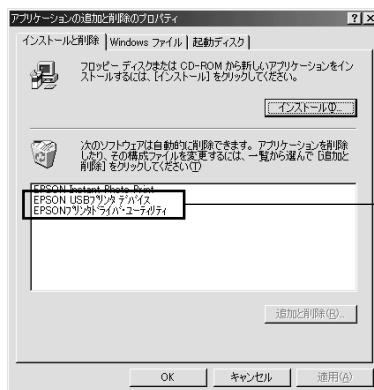 アプリケーションの追加と削除のプロパティ
インストールと削除 Windows ファイル 起動ディスク
フロッピー ディスクまたは CD-ROM から新しいアプリケーションをイン
ストールするには、[インストール] をクリックしてください。
インストール(I)...
次のソフトウェアは自動的に削除できます。アプリケーションを削除
したり、その構成ファイルを変更するには、一覧から選んで [追加と
削除] をクリックしてください(T)
EPSON Instant Photo Print
EPSON USBプリンタ デバイス
EPSONプリンタドライバ・ユーティリティ
追加と削除(R)...
OK キャンセル 適用(A)